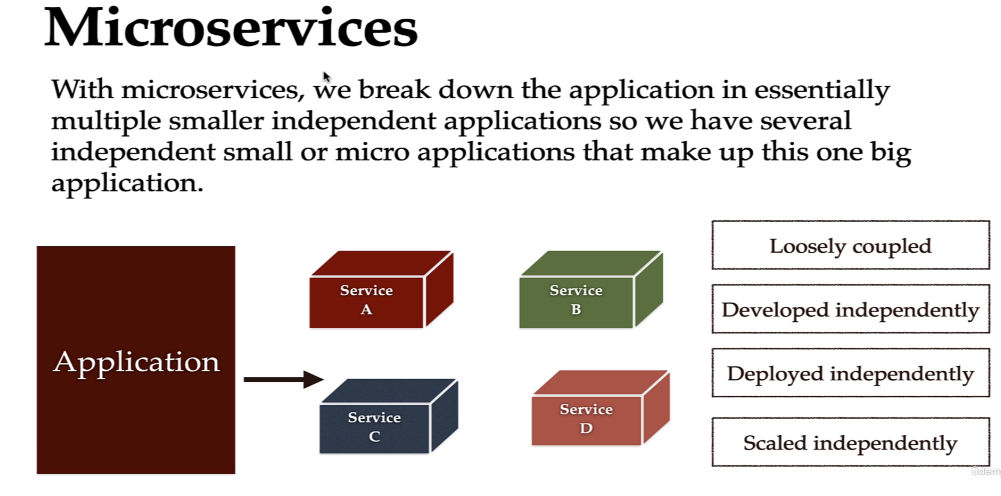 Microservices
With microservices, we break down the application in essentially
multiple smaller independent applications so we have several
independent small or micro applications that make up this one big
application.
Application
Service
A
Service
B
Service
C
Service
D
Loosely coupled
Developed independently
Deployed independently
Scaled independently